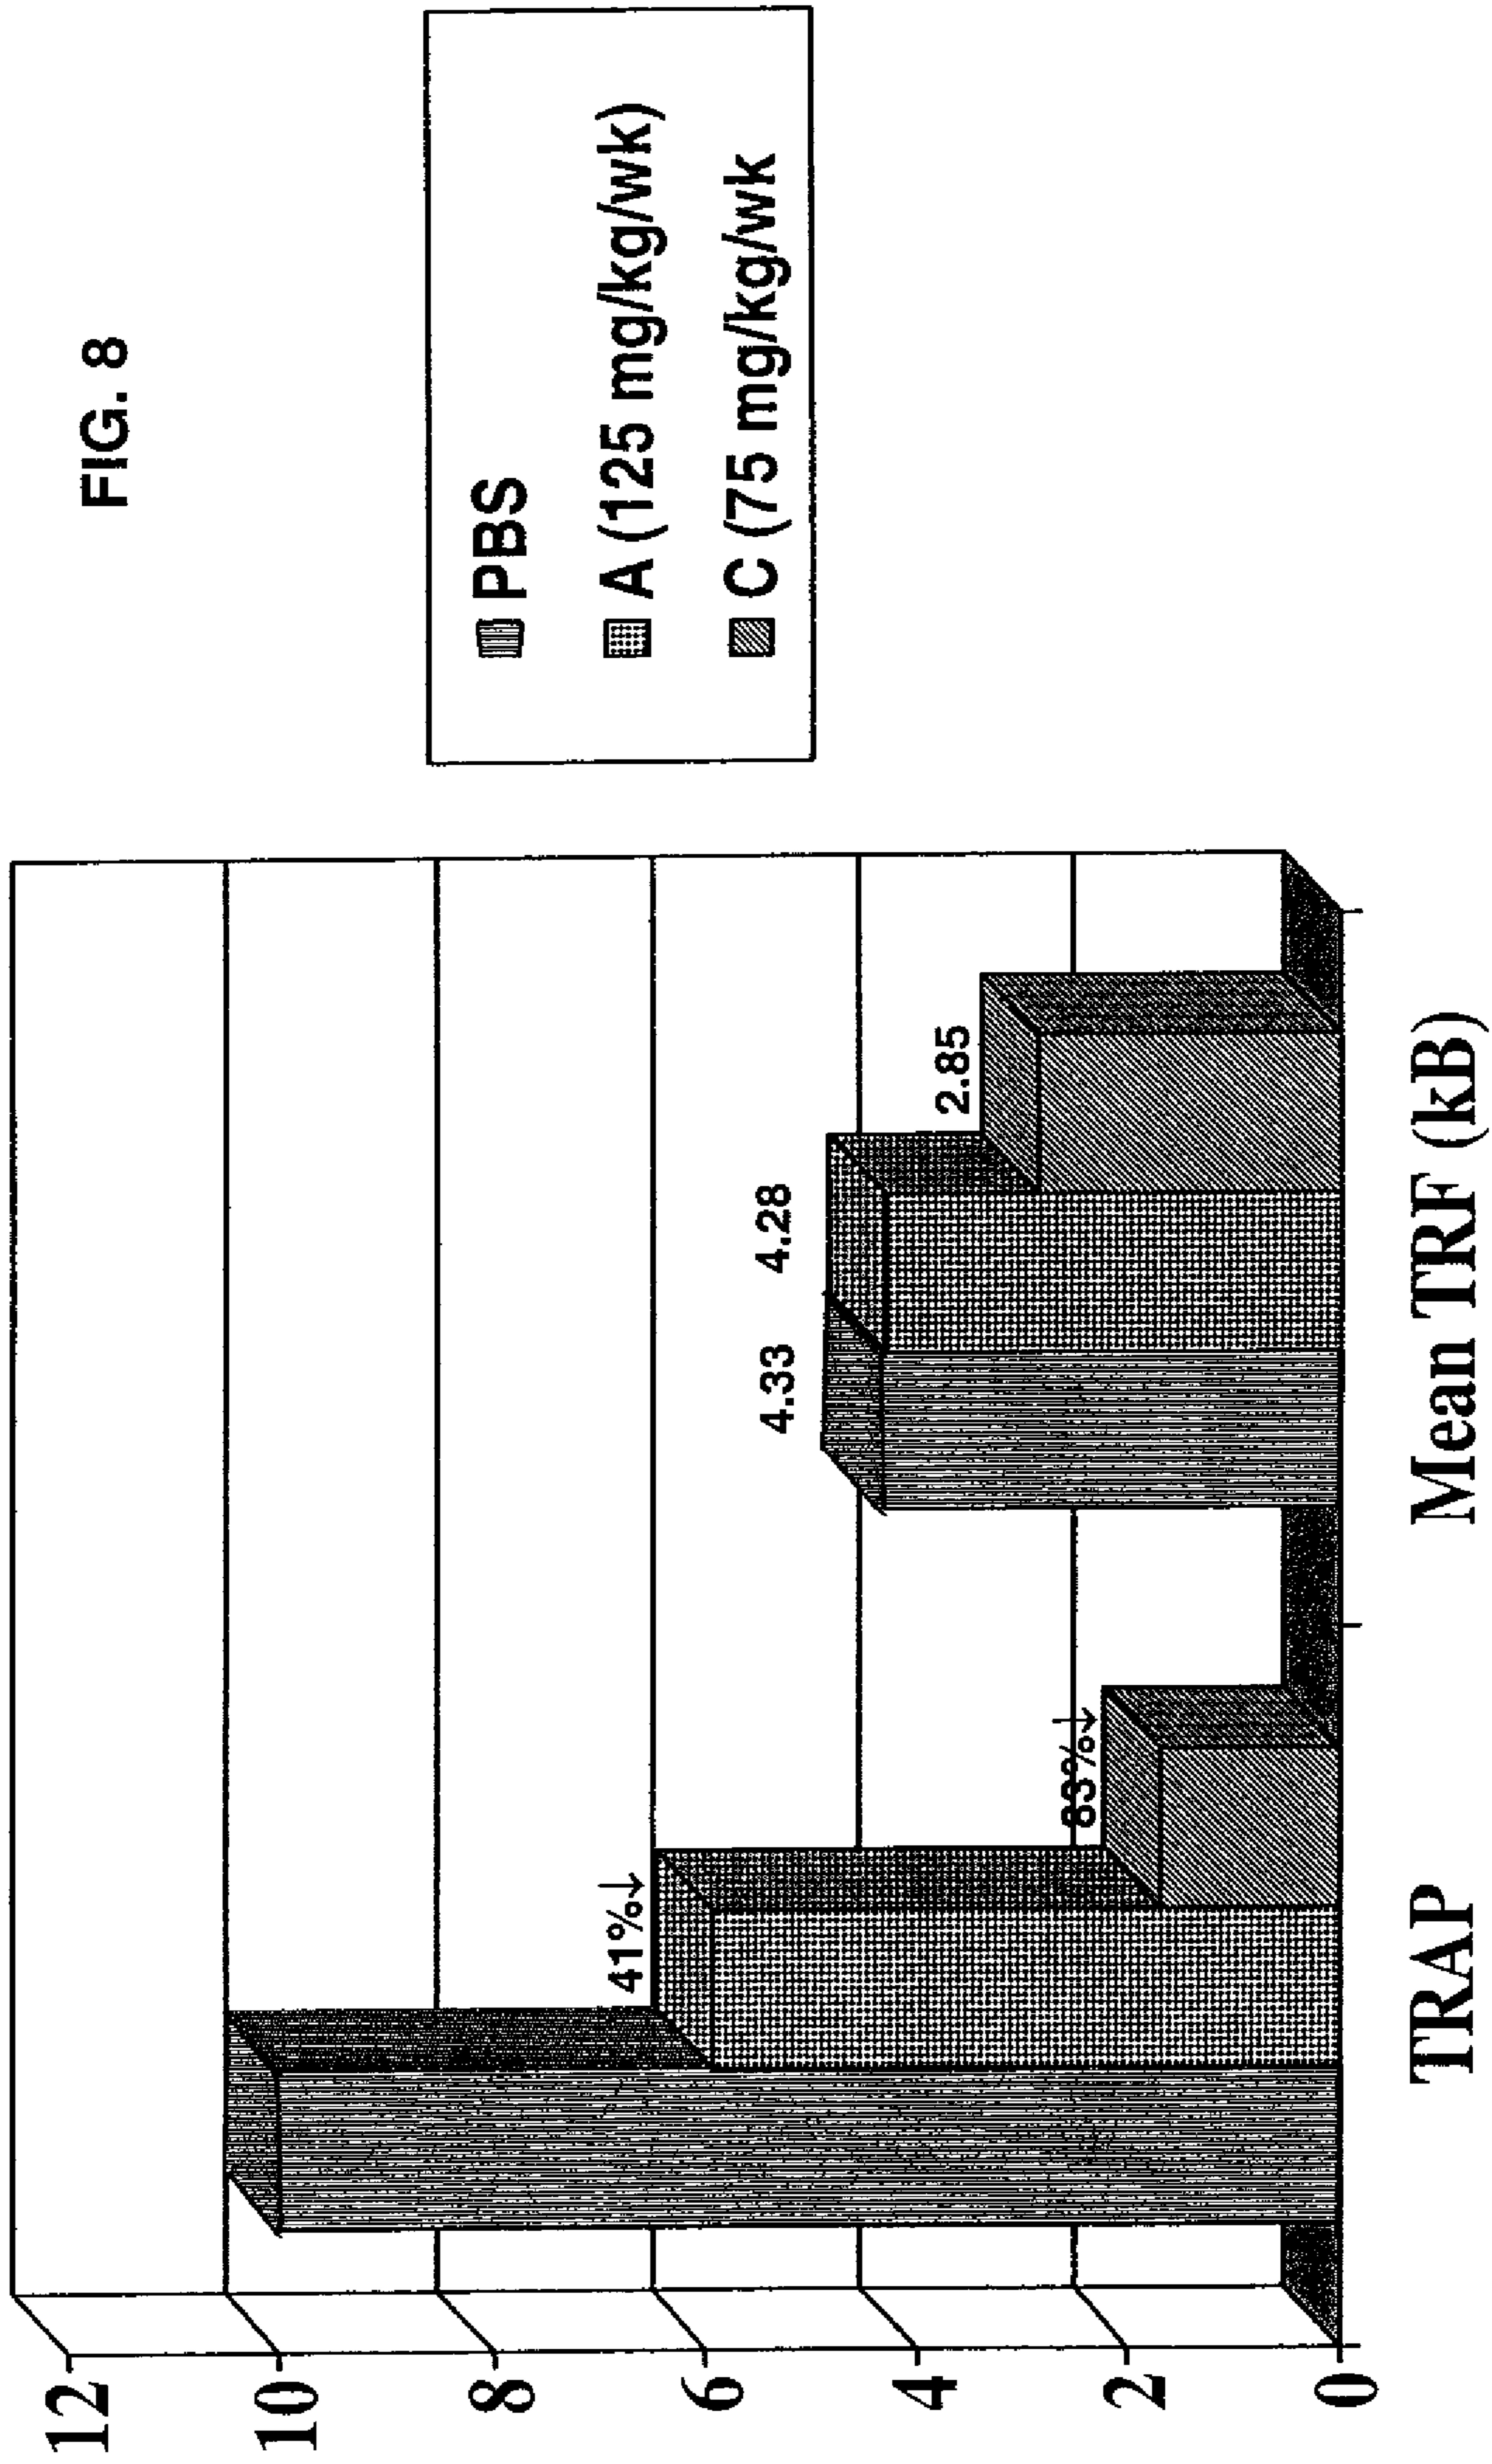 FIG. 8
PBS
A (125 mg/kg/wk)
C (75 mg/kg/wk
12
10
8
6
4
2
0
41%↓
83%↓
4.33
4.28
2.85
TRAP
Mean TRF (kB)